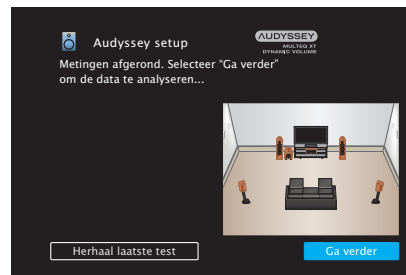 Audyssey setup
AUDYSSEY
MULTEQ XT
DYNAMIC VOLUME
Metingen afgerond. Selecteer “Ga verder”
om de data te analyseren...
Herhaal laatste test
Ga verder